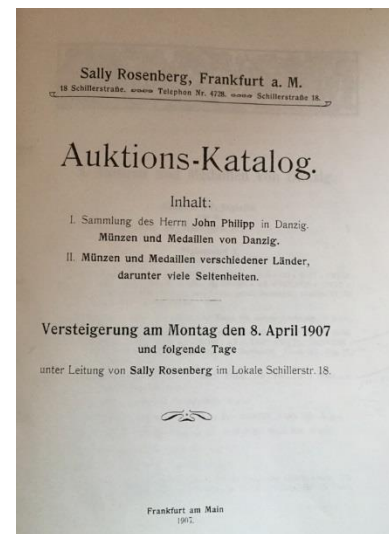 Sally Rosenberg, Frankfurt a. M.
18 Schillerstraße. Telephon Nr. 4728. Schillerstraße 18.
Auktions-Katalog.
Inhalt:
I. Sammlung des Herrn John Philipp in Danzig.
Münzen und Medaillen von Danzig.
II. Münzen und Medaillen verschiedener Länder,
darunter viele Seltenheiten.
Versteigerung am Montag den 8. April 1907
und folgende Tage
unter Leitung von Sally Rosenberg im Lokale Schillerstr. 18.
Frankfurt am Main
1907.